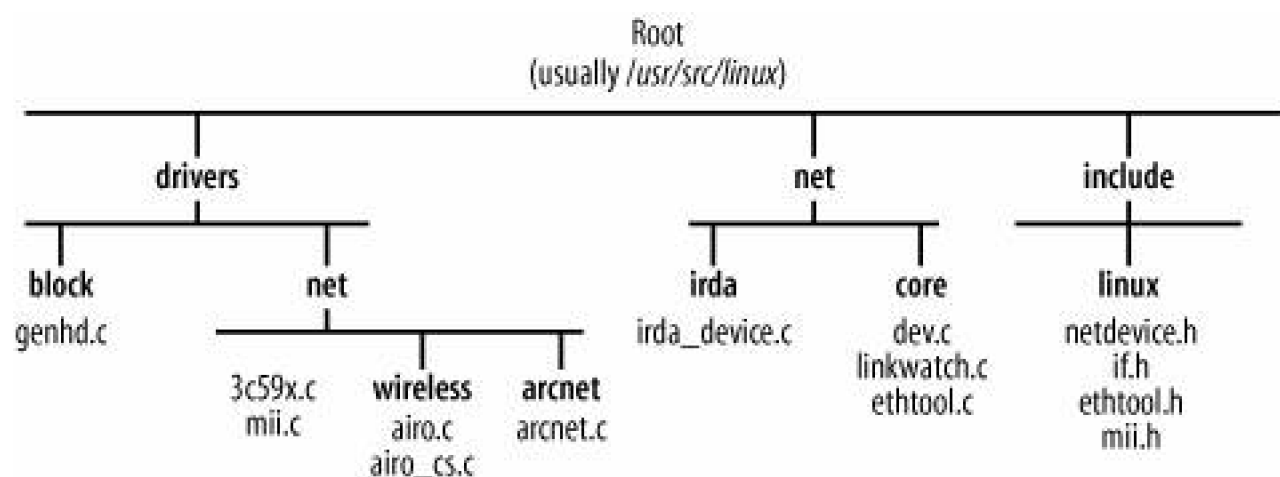 Root
(usually /usr/src/linux)
drivers
net
include
block
net
irda
core
linux
genhd.c
irda_device.c
dev.c
netdevice.h
linkwatch.c
if.h
ethtool.c
ethtool.h
mii.h
3c59x.c
wireless
arcnet
mii.c
airo.c
arcnet.c
airo_cs.c